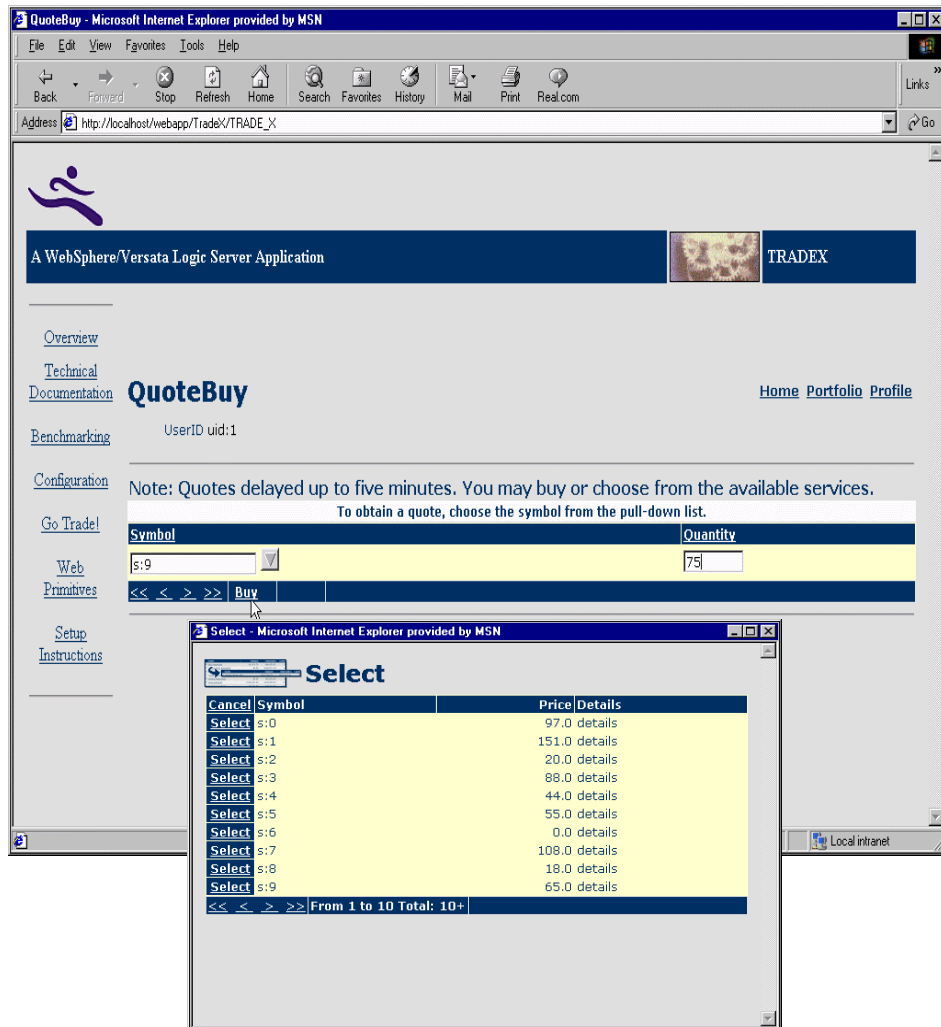 QuoteBuy - Microsoft Internet Explorer provided by MSN
File Edit View Favorites Tools Help
Back Forward Stop Refresh Home Search Favorites History Mail Print Real.com Links »
Address http://localhost/webapp/TradeX/TRADE_X Go
A WebSphere/Versata Logic Server Application TRADEX
Overview
Technical
Documentation
QuoteBuy
Home Portfolio Profile
UserID uid:1
Benchmarking
Configuration
Note: Quotes delayed up to five minutes. You may buy or choose from the available services.
To obtain a quote, choose the symbol from the pull-down list.
Go Trade!
Symbol Quantity
s:9 75
Web
Primitives
<< < > >> Buy
Setup
Instructions
Select - Microsoft Internet Explorer provided by MSN
Select
Cancel Symbol Price Details
Select s:0 97.0 details
Select s:1 151.0 details
Select s:2 20.0 details
Select s:3 88.0 details
Select s:4 44.0 details
Select s:5 55.0 details
Select s:6 0.0 details
Select s:7 108.0 details
Select s:8 18.0 details
Select s:9 65.0 details
<< < > >> From 1 to 10 Total: 10+
Local intranet